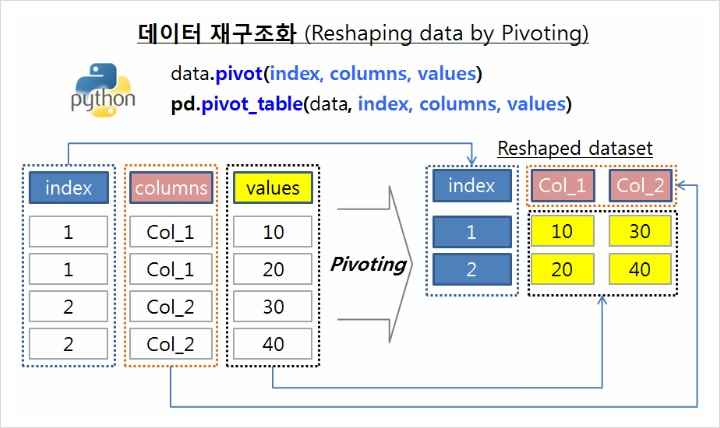 데이터 재구조화 (Reshaping data by Pivoting)
python
data.pivot(index, columns, values)
pd.pivot_table(data, index, columns, values)
Reshaped dataset
index columns values
1 Col_1 10
1 Col_1 20
2 Col_2 30
2 Col_2 40
Pivoting
index Col_1 Col_2
1 10 30
2 20 40